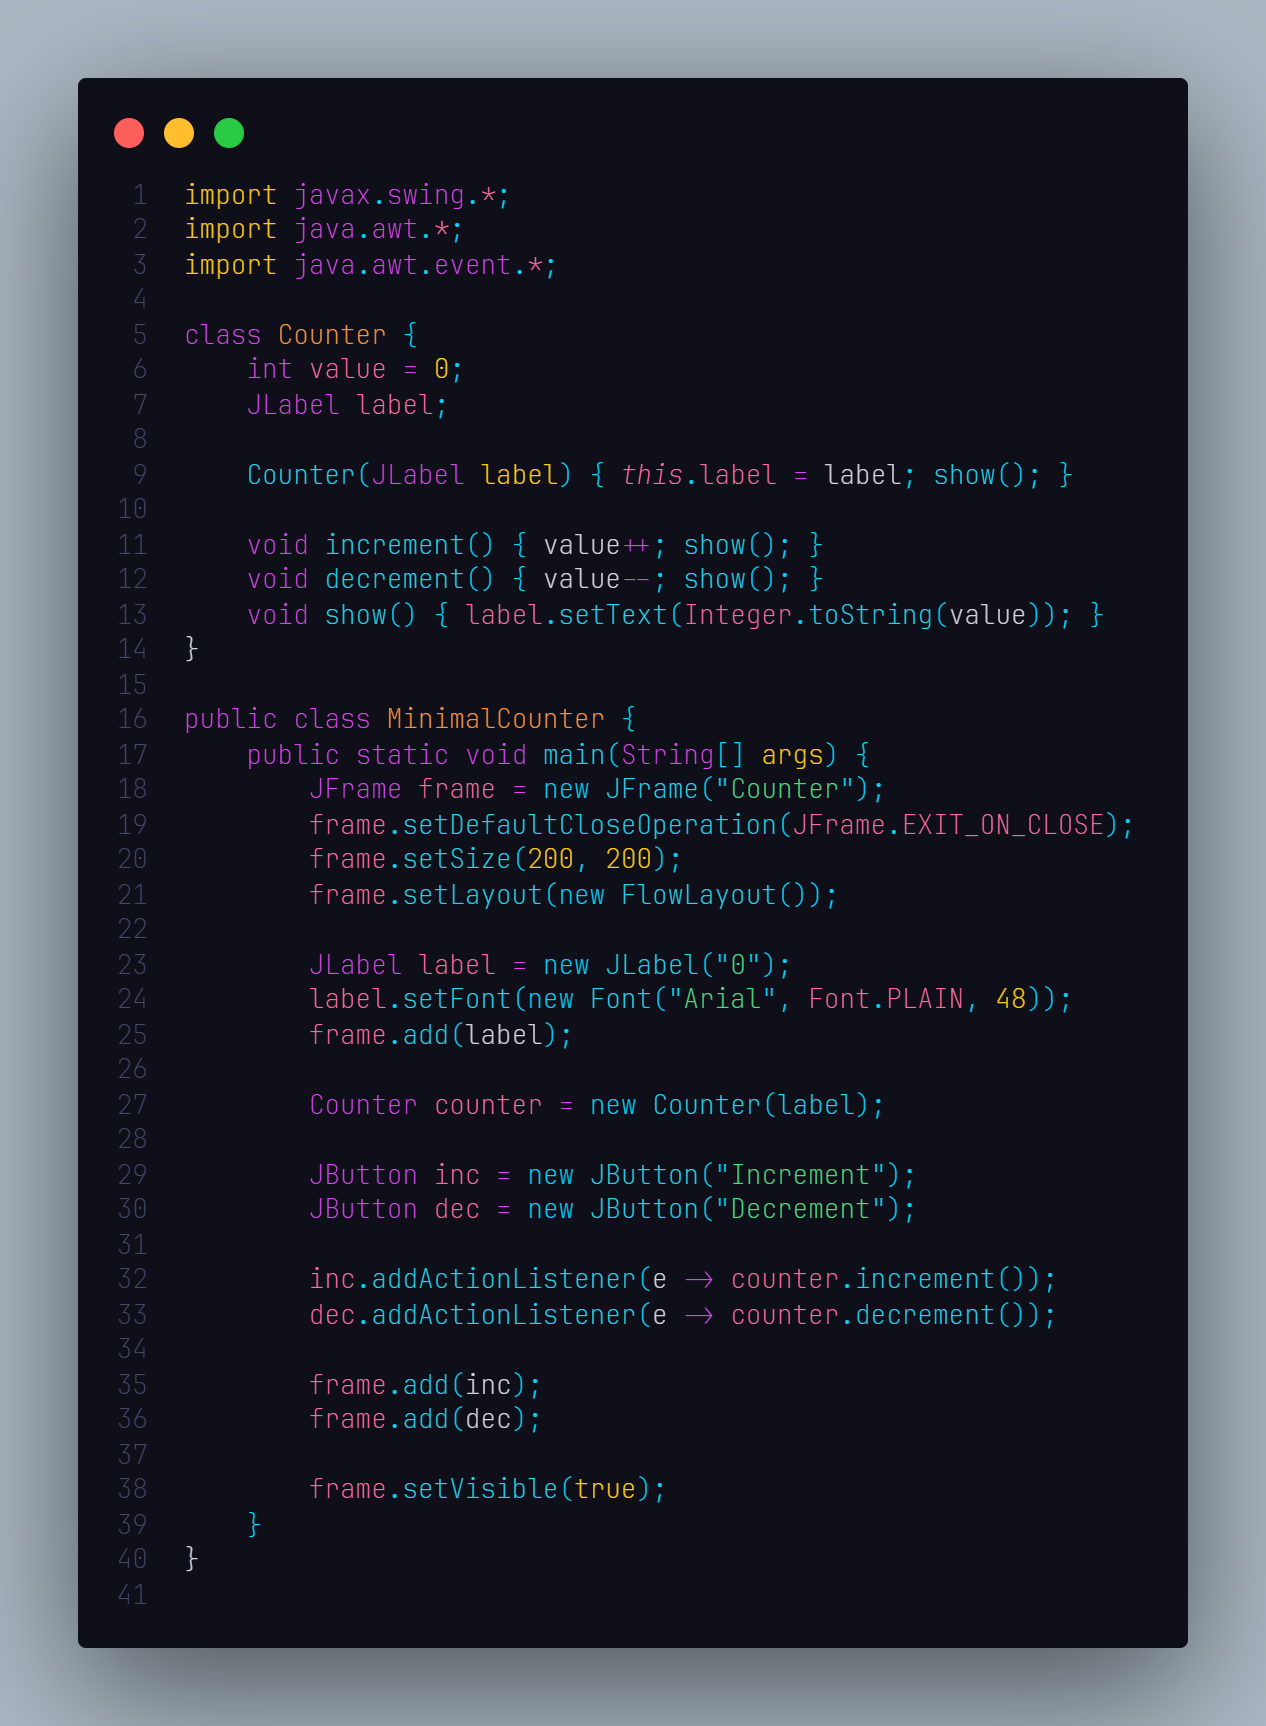 1 import javax.swing.*;
2 import java.awt.*;
3 import java.awt.event.*;
4
5 class Counter {
6     int value = 0;
7     JLabel label;
8
9     Counter(JLabel label) { this.label = label; show(); }
10
11     void increment() { value++; show(); }
12     void decrement() { value--; show(); }
13     void show() { label.setText(Integer.toString(value)); }
14 }
15
16 public class MinimalCounter {
17     public static void main(String[] args) {
18         JFrame frame = new JFrame("Counter");
19         frame.setDefaultCloseOperation(JFrame.EXIT_ON_CLOSE);
20         frame.setSize(200, 200);
21         frame.setLayout(new FlowLayout());
22
23         JLabel label = new JLabel("0");
24         label.setFont(new Font("Arial", Font.PLAIN, 48));
25         frame.add(label);
26
27         Counter counter = new Counter(label);
28
29         JButton inc = new JButton("Increment");
30         JButton dec = new JButton("Decrement");
31
32         inc.addActionListener(e -> counter.increment());
33         dec.addActionListener(e -> counter.decrement());
34
35         frame.add(inc);
36         frame.add(dec);
37
38         frame.setVisible(true);
39     }
40 }
41